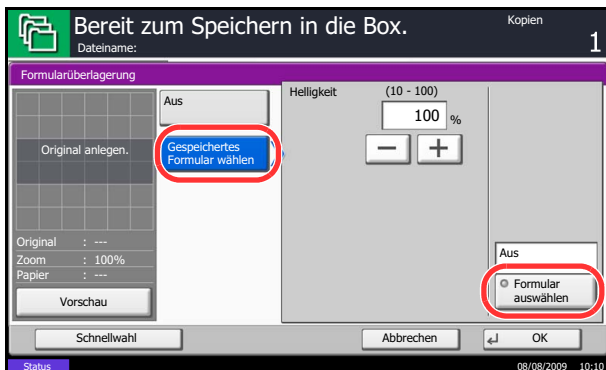 Bereit zum Speichern in die Box.
Dateiname:
Kopien
1
Formularüberlagerung
Original anlegen.
Original : ---
Zoom : 100%
Papier : ---
Vorschau
Aus
Gespeichertes
Formular wählen
Helligkeit (10 - 100)
100 %
Aus
Formular
auswählen
Schnellwahl
Abbrechen
OK
Status
08/08/2009 10:10